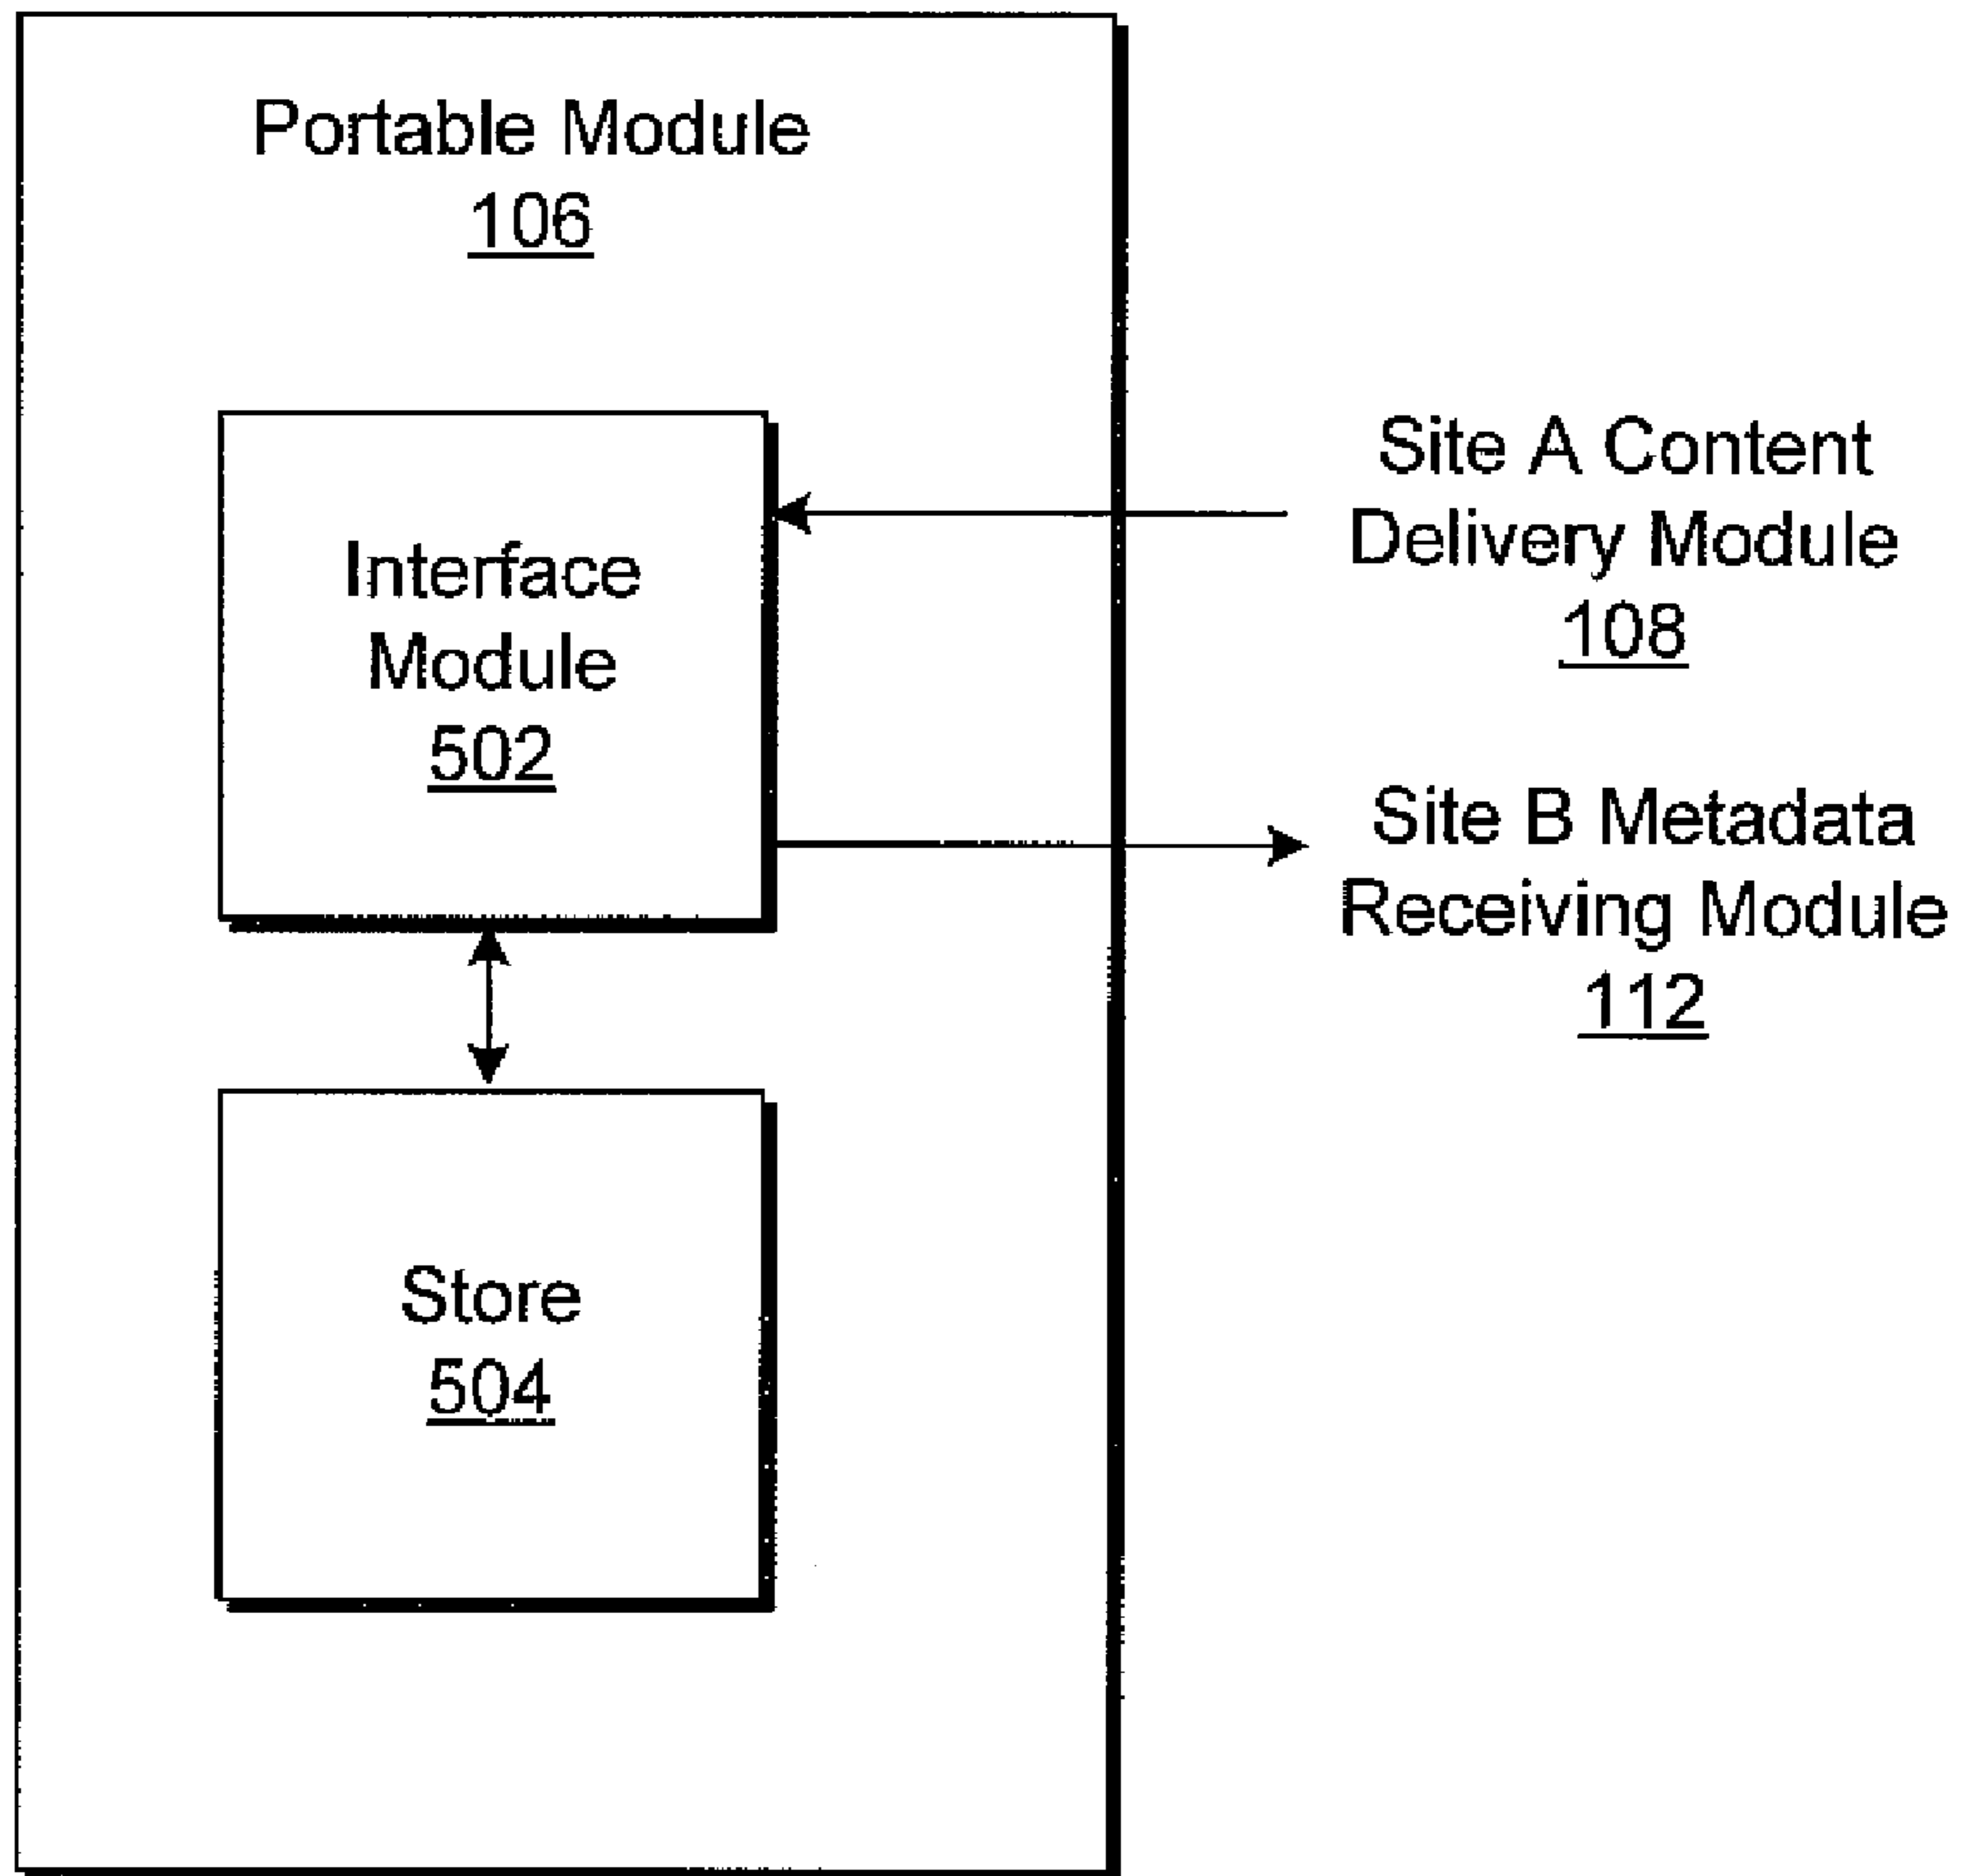 Portable Module
106
Interface
Module
502
Store
504
Site A Content
Delivery Module
108
Site B Metadata
Receiving Module
112